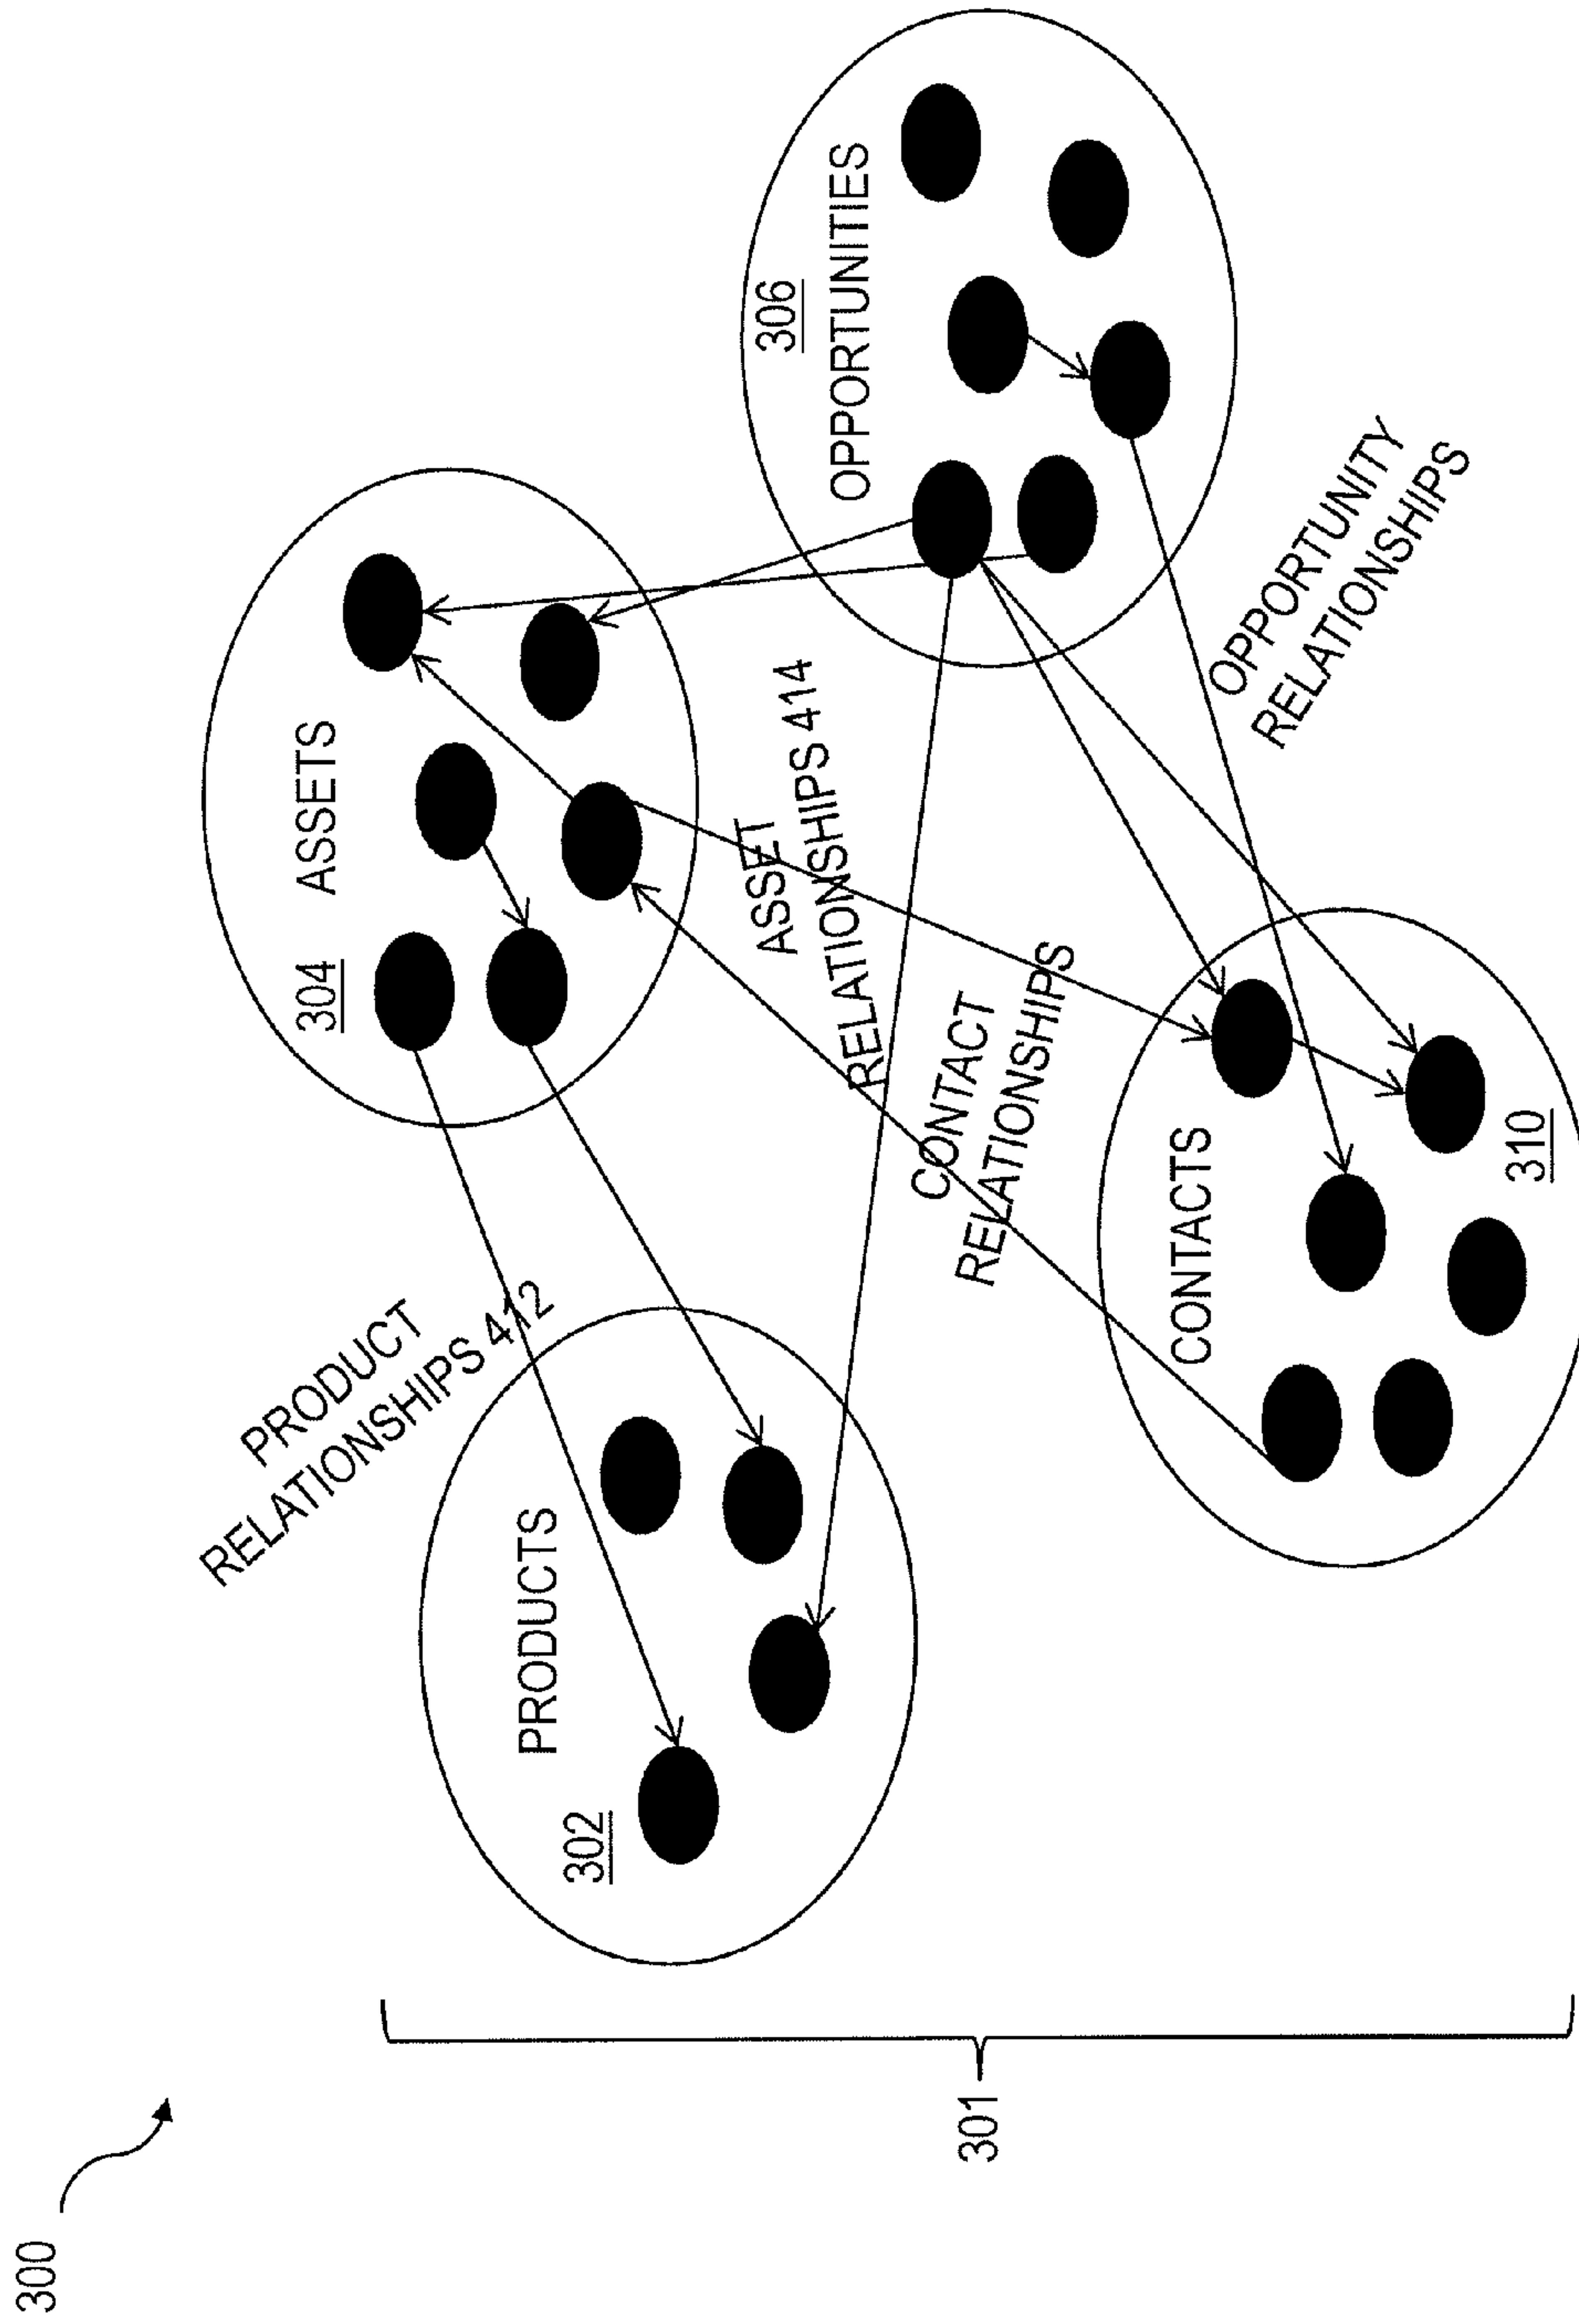 300
301
302
PRODUCTS
PRODUCT
RELATIONSHIPS 412
304
ASSETS
ASSET
RELATIONSHIPS 414
306
OPPORTUNITIES
OPPORTUNITY
RELATIONSHIPS
CONTACT
RELATIONSHIPS
CONTACTS
310